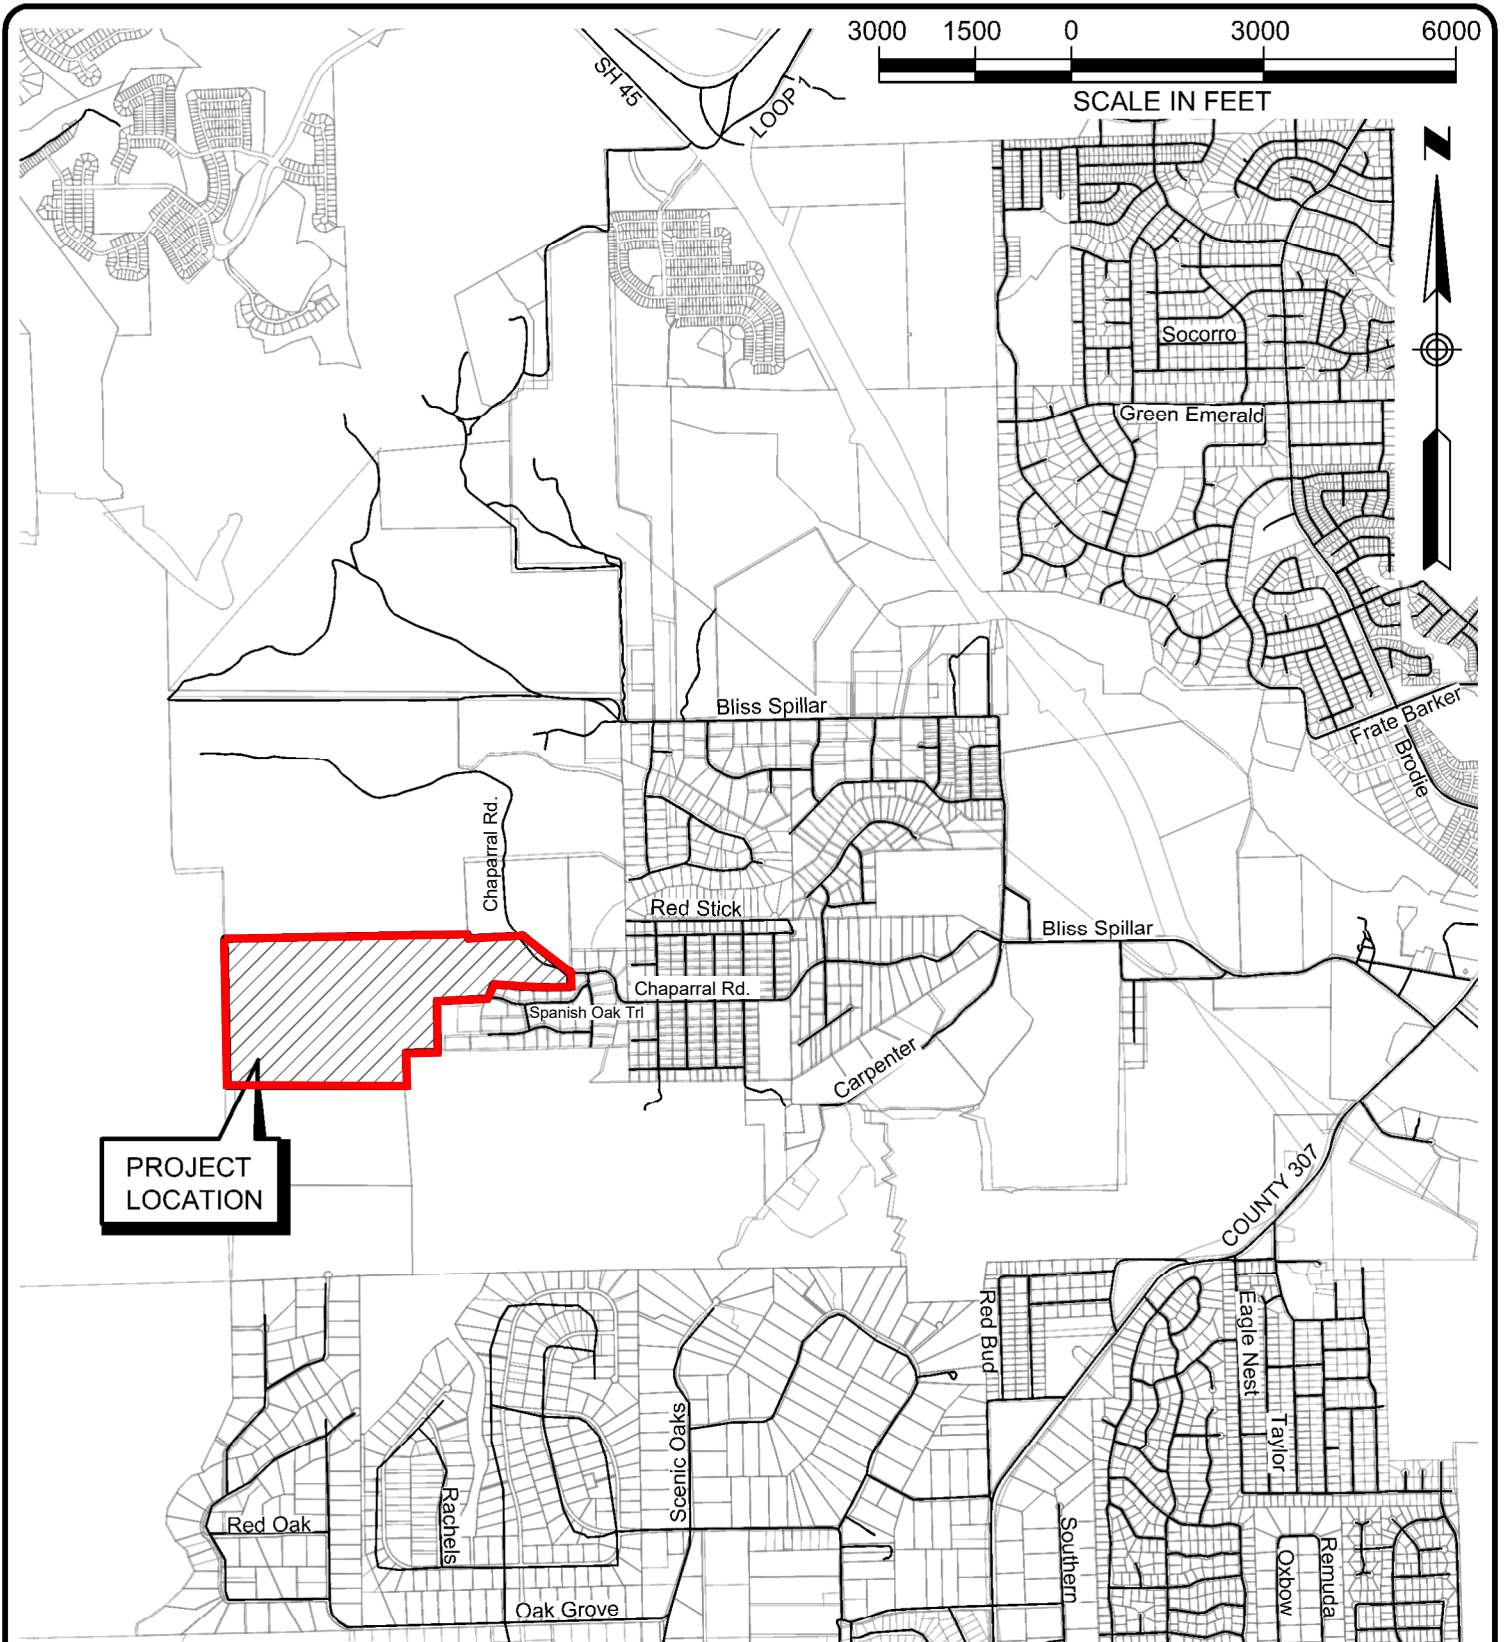 3000 1500 0 3000 6000
SCALE IN FEET
SH 45
LOOP 1
N
Socorro
Green Emerald
Bliss Spillar
Frate Barker
Brodie
Chaparral Rd.
Red Stick
Bliss Spillar
Chaparral Rd.
Spanish Oak Trl
Carpenter
PROJECT
LOCATION
COUNTY 307
Red Bud
Eagle Nest
Scenic Oaks
Taylor
Rachels
Red Oak
Southern
Oxbow
Remuda
Oak Grove